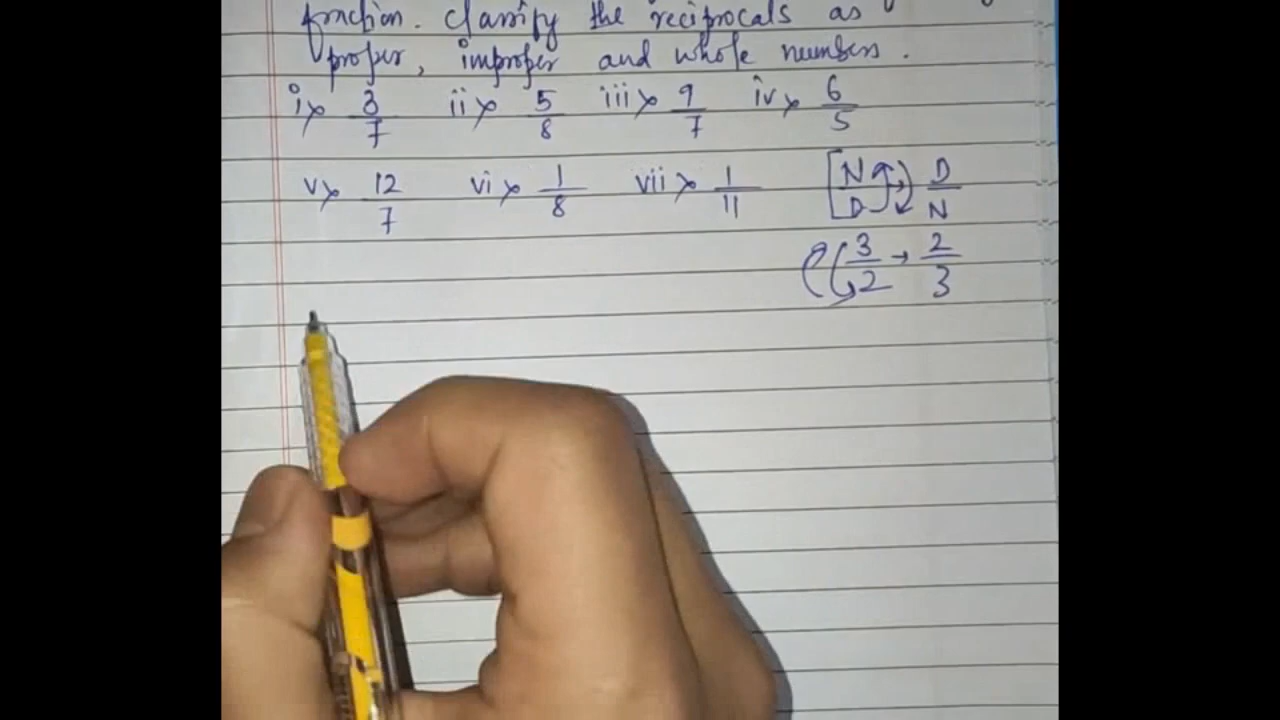 fraction. Classify the reciprocals as
proper, improper and whole numbers.
i> 3/7 ii> 5/8 iii> 9/7 iv> 6/5
v> 12/7 vi> 1/8 vii> 1/11
N/D → D/N
3/2 → 2/3